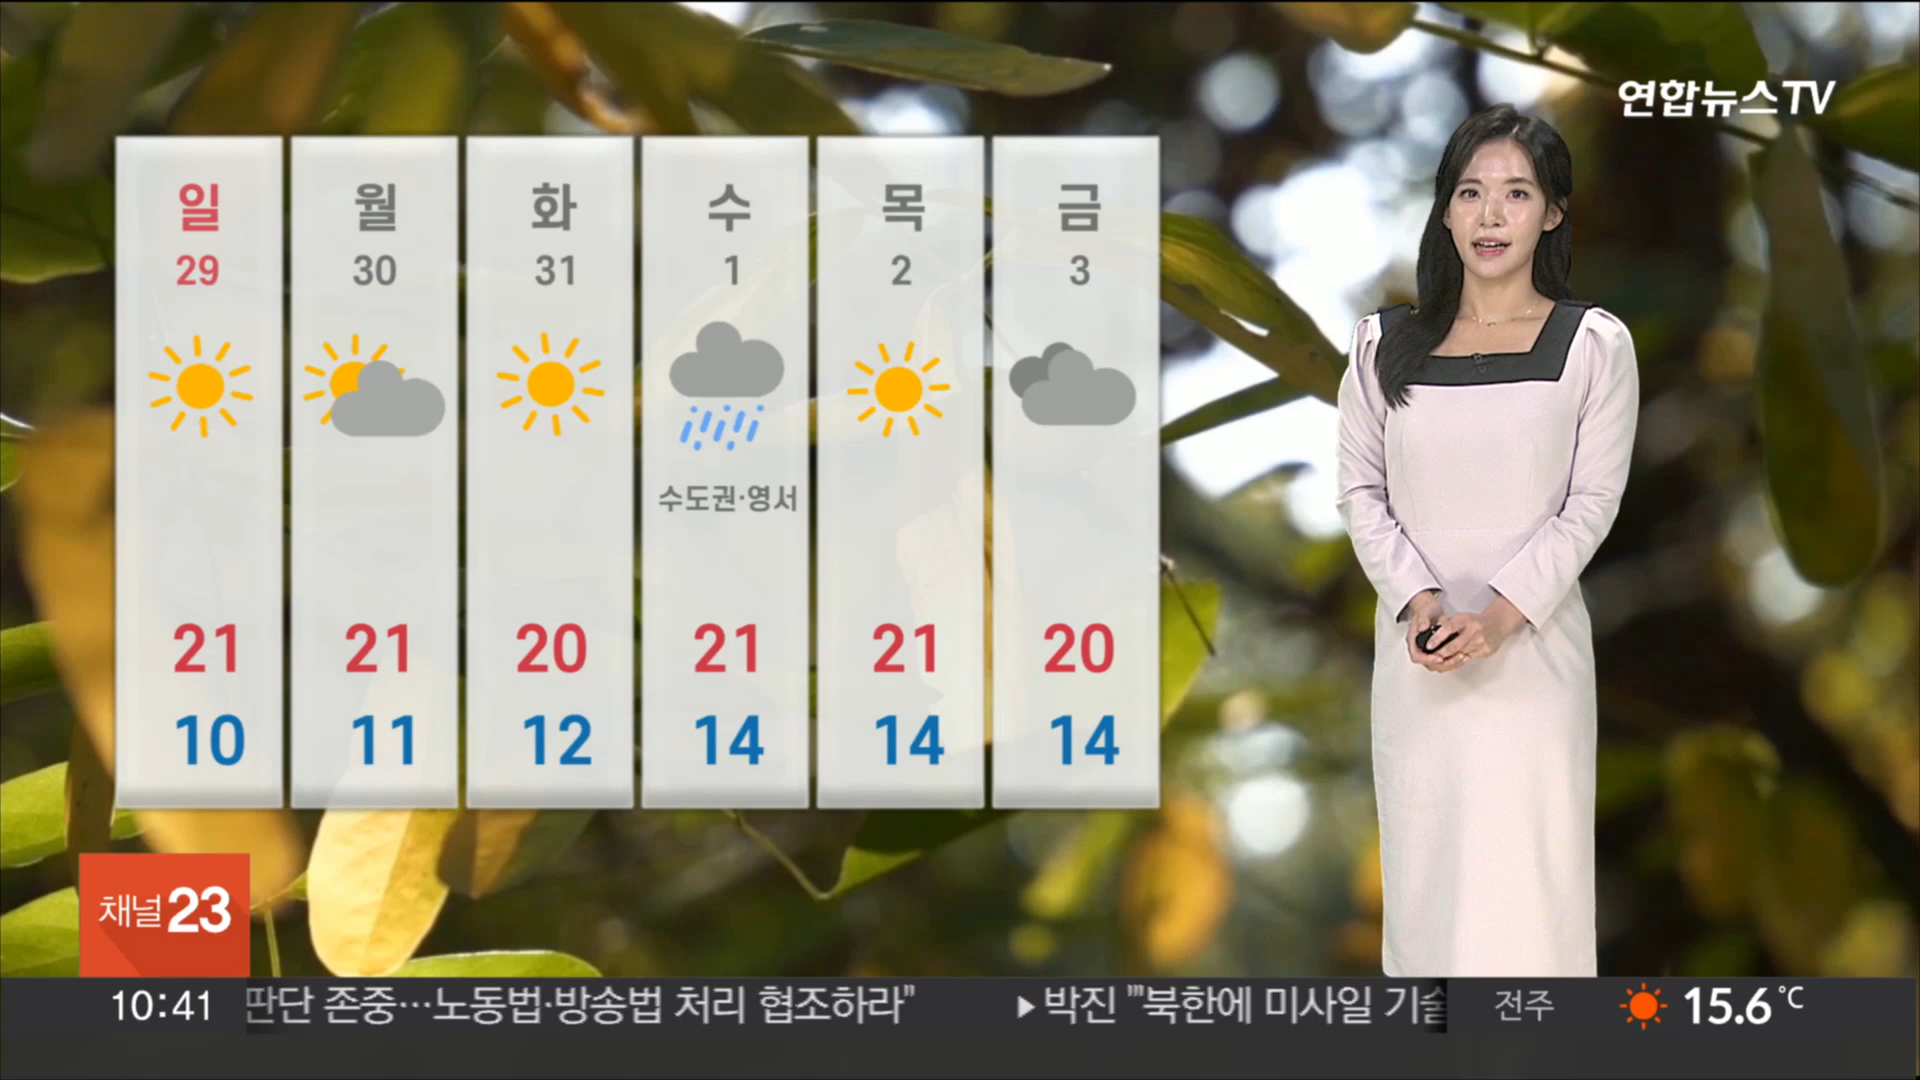 연합뉴스TV
일 월 화 수 목 금
29 30 31 1 2 3
수도권·영서
21 21 20 21 21 20
10 11 12 14 14 14
채널 23
10:41 판단 존중…노동법·방송법 처리 협조하라" ▶박진 "'북한에 미사일 기술 전주 15.6℃